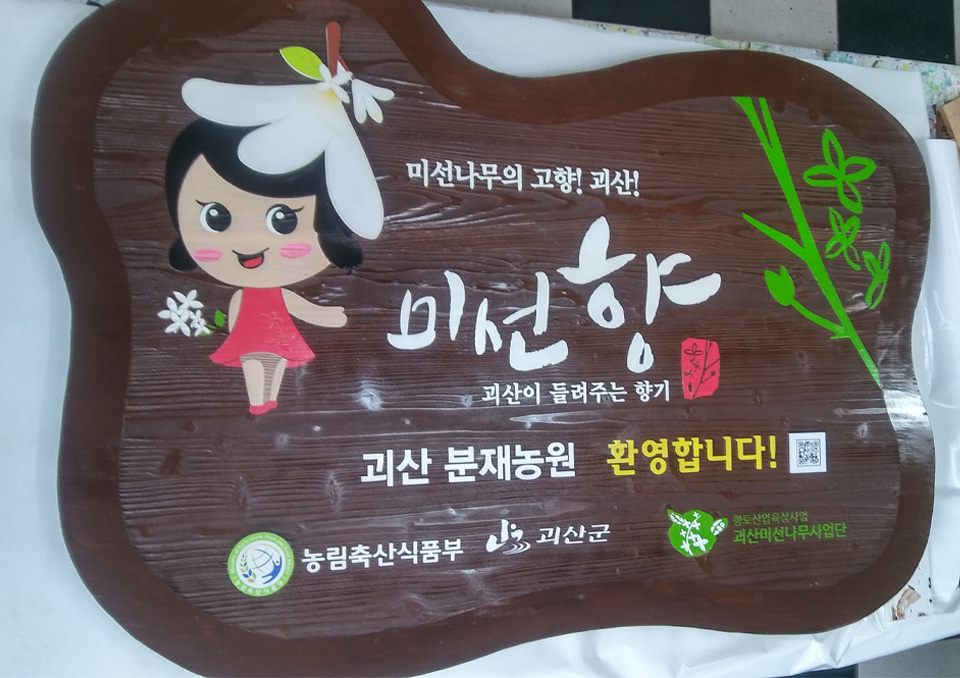 미선나무의 고향! 괴산!
미선향
괴산이 들려주는 향기
괴산 분재농원 환영합니다!
농림축산식품부
괴산군
향토산업육성사업
괴산미선나무사업단